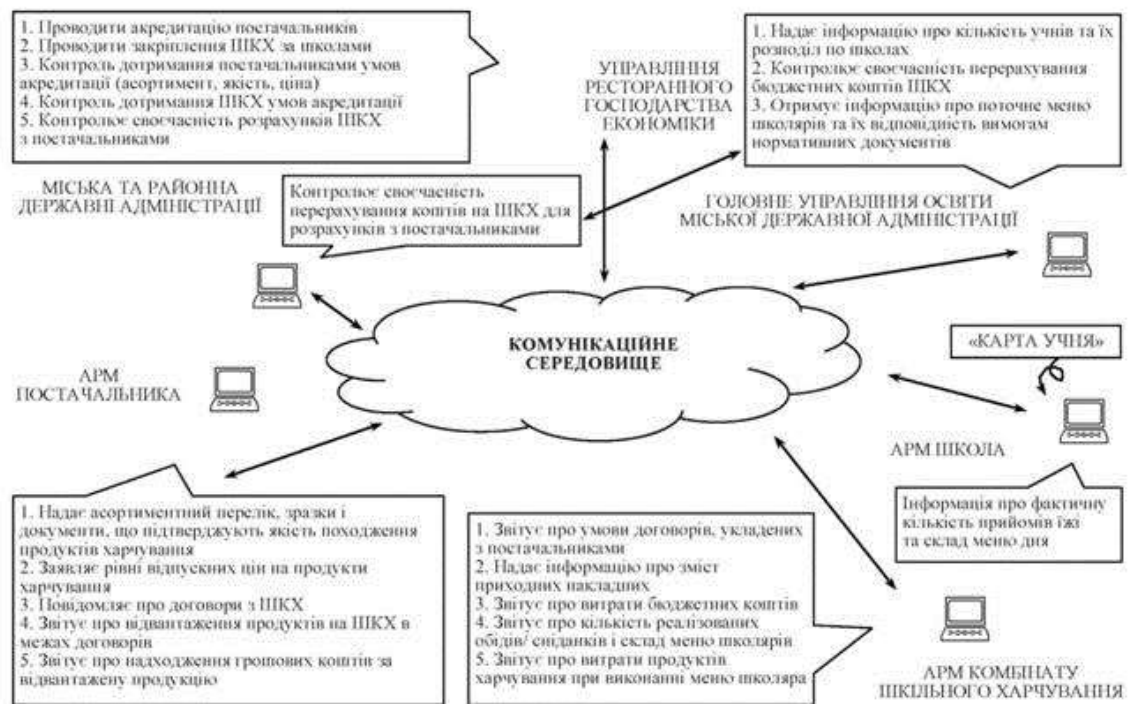 1. Проводити акредитацію постачальників
2. Проводити закріплення ШКХ за школами
3. Контроль дотримання постачальниками умов
акредитації (асортимент, якість, ціна)
4. Контроль дотримання ШКХ умов акредитації
5. Контролює своєчасність розрахунків ШКХ
з постачальниками
УПРАВЛІННЯ
РЕСТОРАННОГО
ГОСПОДАРСТВА
ЕКОНОМІКИ
1. Надає інформацію про кількість учнів та їх
розподіл по школах
2. Контролює своєчасність перерахування
бюджетних коштів ШКХ
3. Отримує інформацію про поточне меню
школярів та їх відповідність вимогам
нормативних документів
МІСЬКА ТА РАЙОННА
ДЕРЖАВНІ АДМІНІСТРАЦІЇ
Контролює своєчасність
перерахування коштів на ШКХ для
розрахунків з постачальниками
ГОЛОВНЕ УПРАВЛІННЯ ОСВІТИ
МІСЬКОЇ ДЕРЖАВНОЇ АДМІНІСТРАЦІЇ
КОМУНІКАЦІЙНЕ
СЕРЕДОВИЩЕ
«КАРТА УЧНЯ»
АРМ
ПОСТАЧАЛЬНИКА
АРМ ШКОЛА
Інформація про фактичну
кількість прийомів їжі
та склад меню дня
1. Надає асортиментний перелік, зразки і
документи, що підтверджують якість походження
продуктів харчування
2. Заявляє рівні відпускних цін на продукти
харчування
3. Повідомляє про договори з ШКХ
4. Звітує про відвантаження продуктів на ШКХ в
межах договорів
5. Звітує про надходження грошових коштів за
відвантажену продукцію
1. Звітує про умови договорів, укладених
з постачальниками
2. Надає інформацію про зміст
приходних накладних
3. Звітує про витрати бюджетних коштів
4. Звітує про кількість реалізованих
обідів/ сніданків і склад меню школярів
5. Звітує про витрати продуктів
харчування при виконанні меню школяра
АРМ КОМБІНАТУ
ШКІЛЬНОГО ХАРЧУВАННЯ